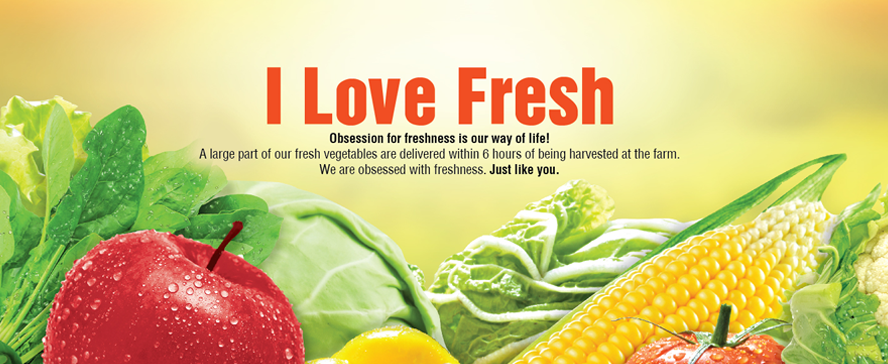 I Love Fresh
Obsession for freshness is our way of life!
A large part of our fresh vegetables are delivered within 6 hours of being harvested at the farm.
We are obsessed with freshness. Just like you.